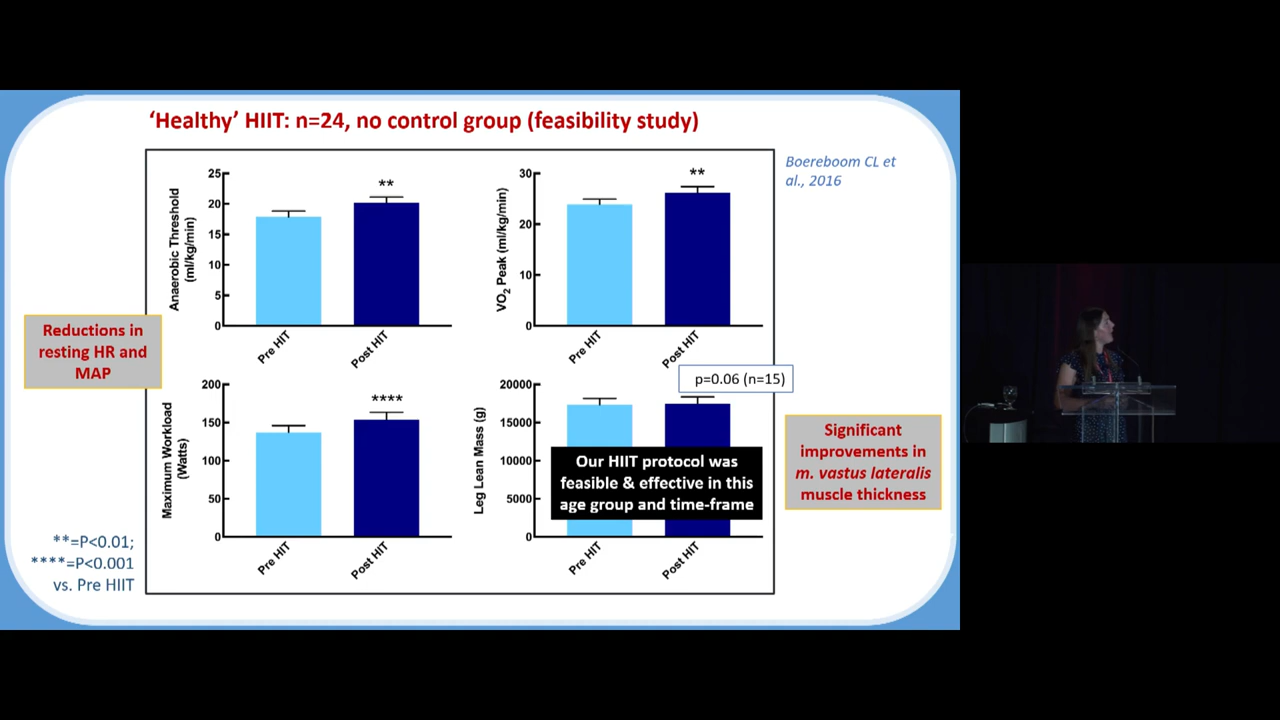 ‘Healthy’ HIIT: n=24, no control group (feasibility study)
Boereboom CL et
al., 2016
Anaerobic Threshold
(ml/kg/min)
25
20
15
10
5
0
**
Pre HIT
Post HIT
VO2 Peak (ml/kg/min)
30
20
10
0
**
Pre HIT
Post HIT
Reductions in
resting HR and
MAP
Maximum Workload
(Watts)
200
150
100
50
0
****
Pre HIT
Post HIT
Leg Lean Mass (g)
20000
15000
10000
5000
0
p=0.06 (n=15)
Our HIIT protocol was
feasible & effective in this
age group and time-frame
Pre HIT
Post HIT
Significant
improvements in
m. vastus lateralis
muscle thickness
**=P<0.01;
****=P<0.001
vs. Pre HIIT